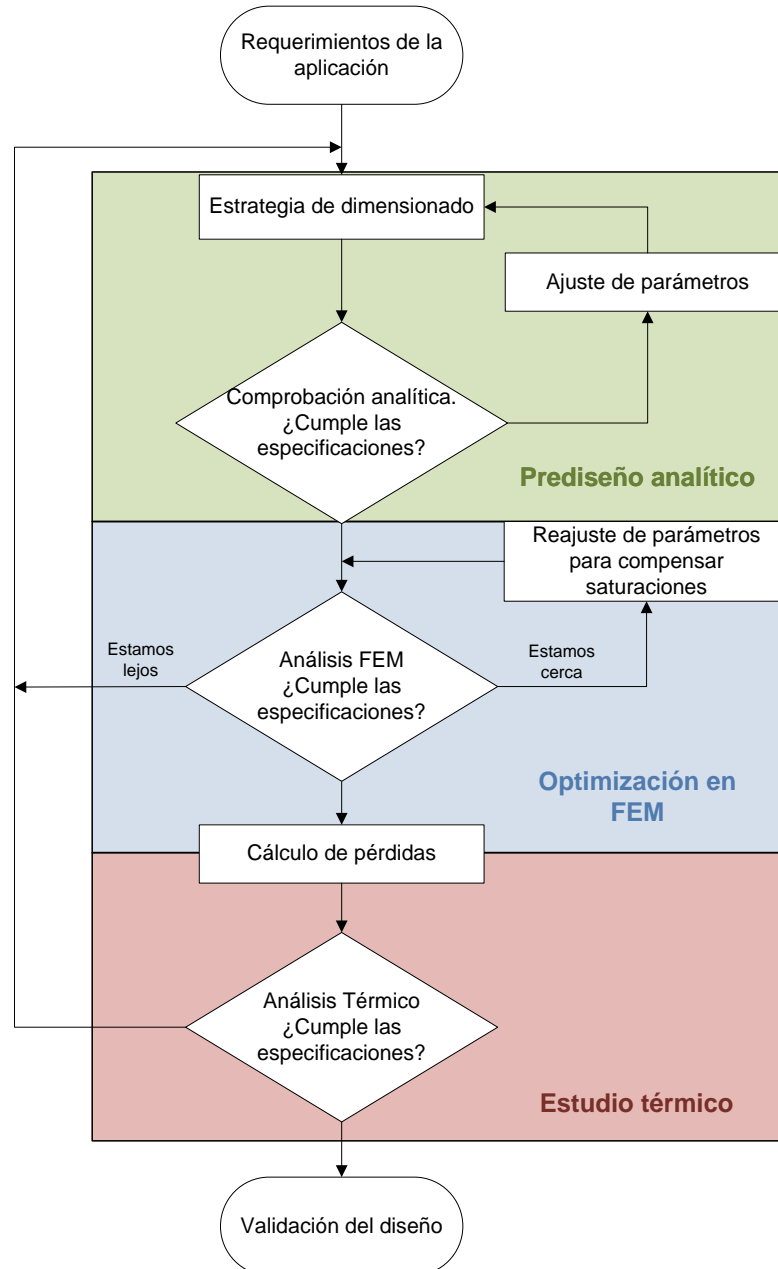 Requerimientos de la
aplicación
Estrategia de dimensionado
Ajuste de parámetros
Comprobación analítica.
¿Cumple las
especificaciones?
Prediseño analítico
Reajuste de parámetros
para compensar
saturaciones
Estamos
lejos
Análisis FEM
¿Cumple las
especificaciones?
Estamos
cerca
Optimización en
FEM
Cálculo de pérdidas
Análisis Térmico
¿Cumple las
especificaciones?
Estudio térmico
Validación del diseño